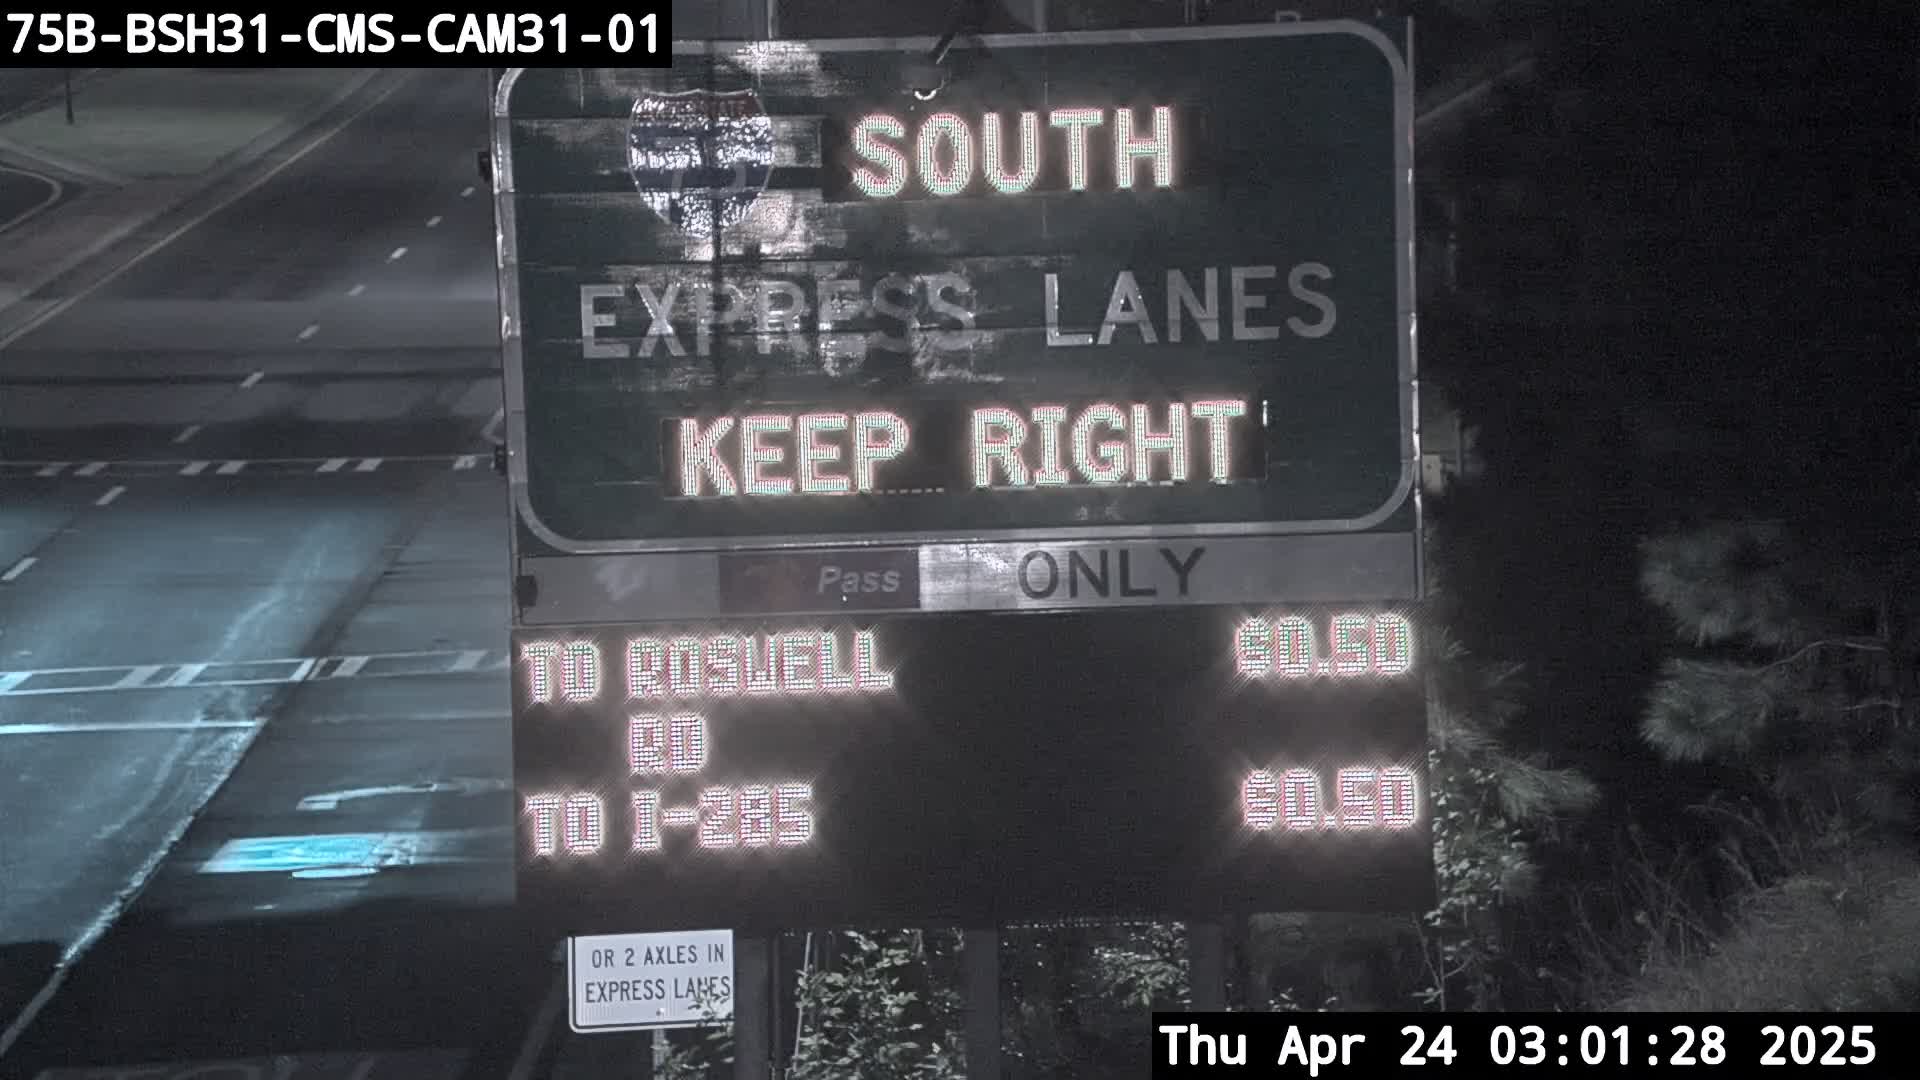 75B-BSH31-CMS-CAM31-01
INTERSTATE
SOUTH
EXPRESS LANES
KEEP RIGHT
Pass ONLY
TO ROSWELL $0.50
RD
TO I-285 $0.50
OR 2 AXLES IN
EXPRESS LANES
Thu Apr 24 03:01:28 2025